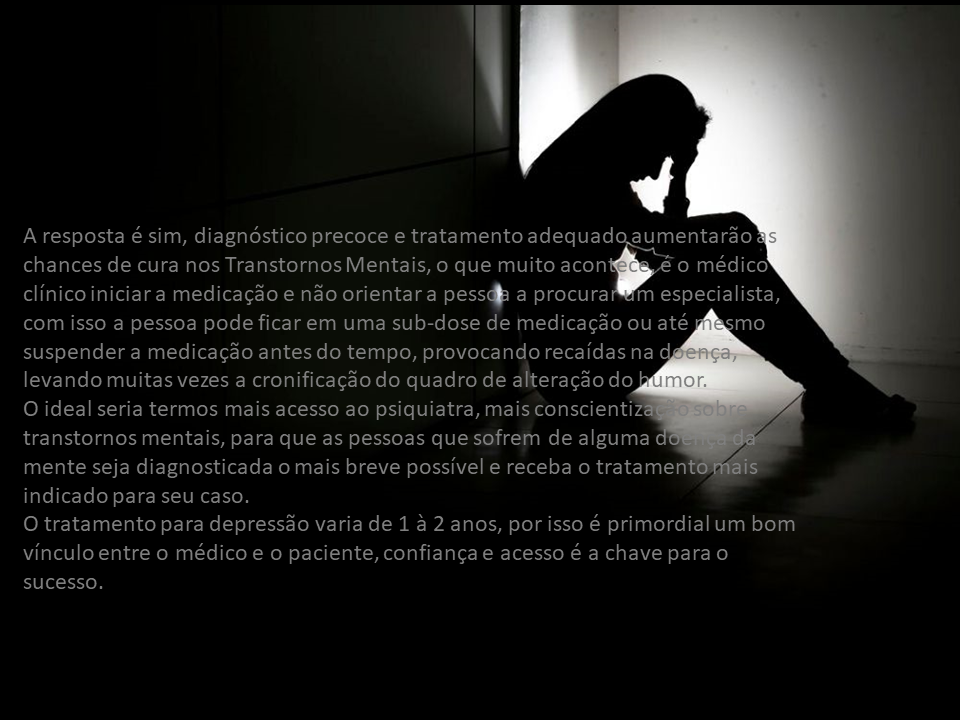 A resposta é sim, diagnóstico precoce e tratamento adequado aumentarão as
chances de cura nos Transtornos Mentais, o que muito acontece, é o médico
clínico iniciar a medicação e não orientar a pessoa a procurar um especialista,
com isso a pessoa pode ficar em uma sub-dose de medicação ou até mesmo
suspender a medicação antes do tempo, provocando recaídas na doença,
levando muitas vezes a cronificação do quadro de alteração do humor.
O ideal seria termos mais acesso ao psiquiatra, mais conscientização sobre
transtornos mentais, para que as pessoas que sofrem de alguma doença da
mente seja diagnosticada o mais breve possível e receba o tratamento mais
indicado para seu caso.
O tratamento para depressão varia de 1 à 2 anos, por isso é primordial um bom
vínculo entre o médico e o paciente, confiança e acesso é a chave para o
sucesso.